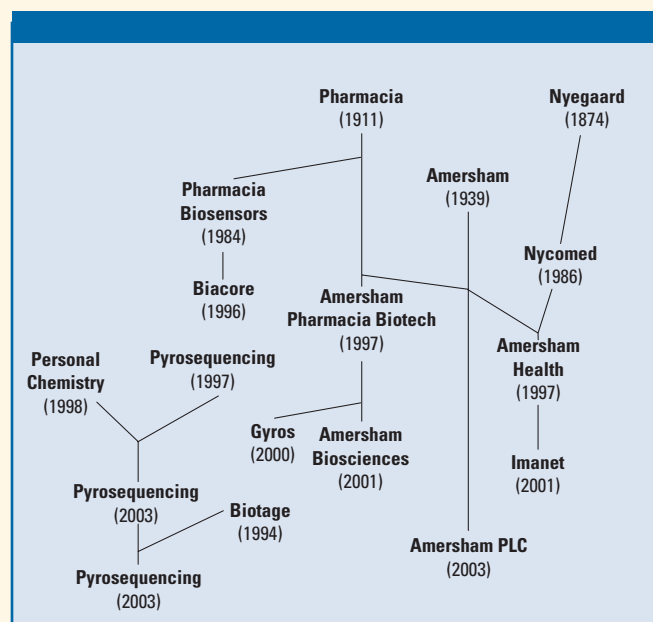 Pharmacia
(1911)
Nyegaard
(1874)
Amersham
(1939)
Pharmacia
Biosensors
(1984)
Nycomed
(1986)
Biacore
(1996)
Amersham
Pharmacia Biotech
(1997)
Amersham
Health
(1997)
Personal
Chemistry
(1998)
Pyrosequencing
(1997)
Gyros
(2000)
Amersham
Biosciences
(2001)
Imanet
(2001)
Pyrosequencing
(2003)
Biotage
(1994)
Amersham PLC
(2003)
Pyrosequencing
(2003)